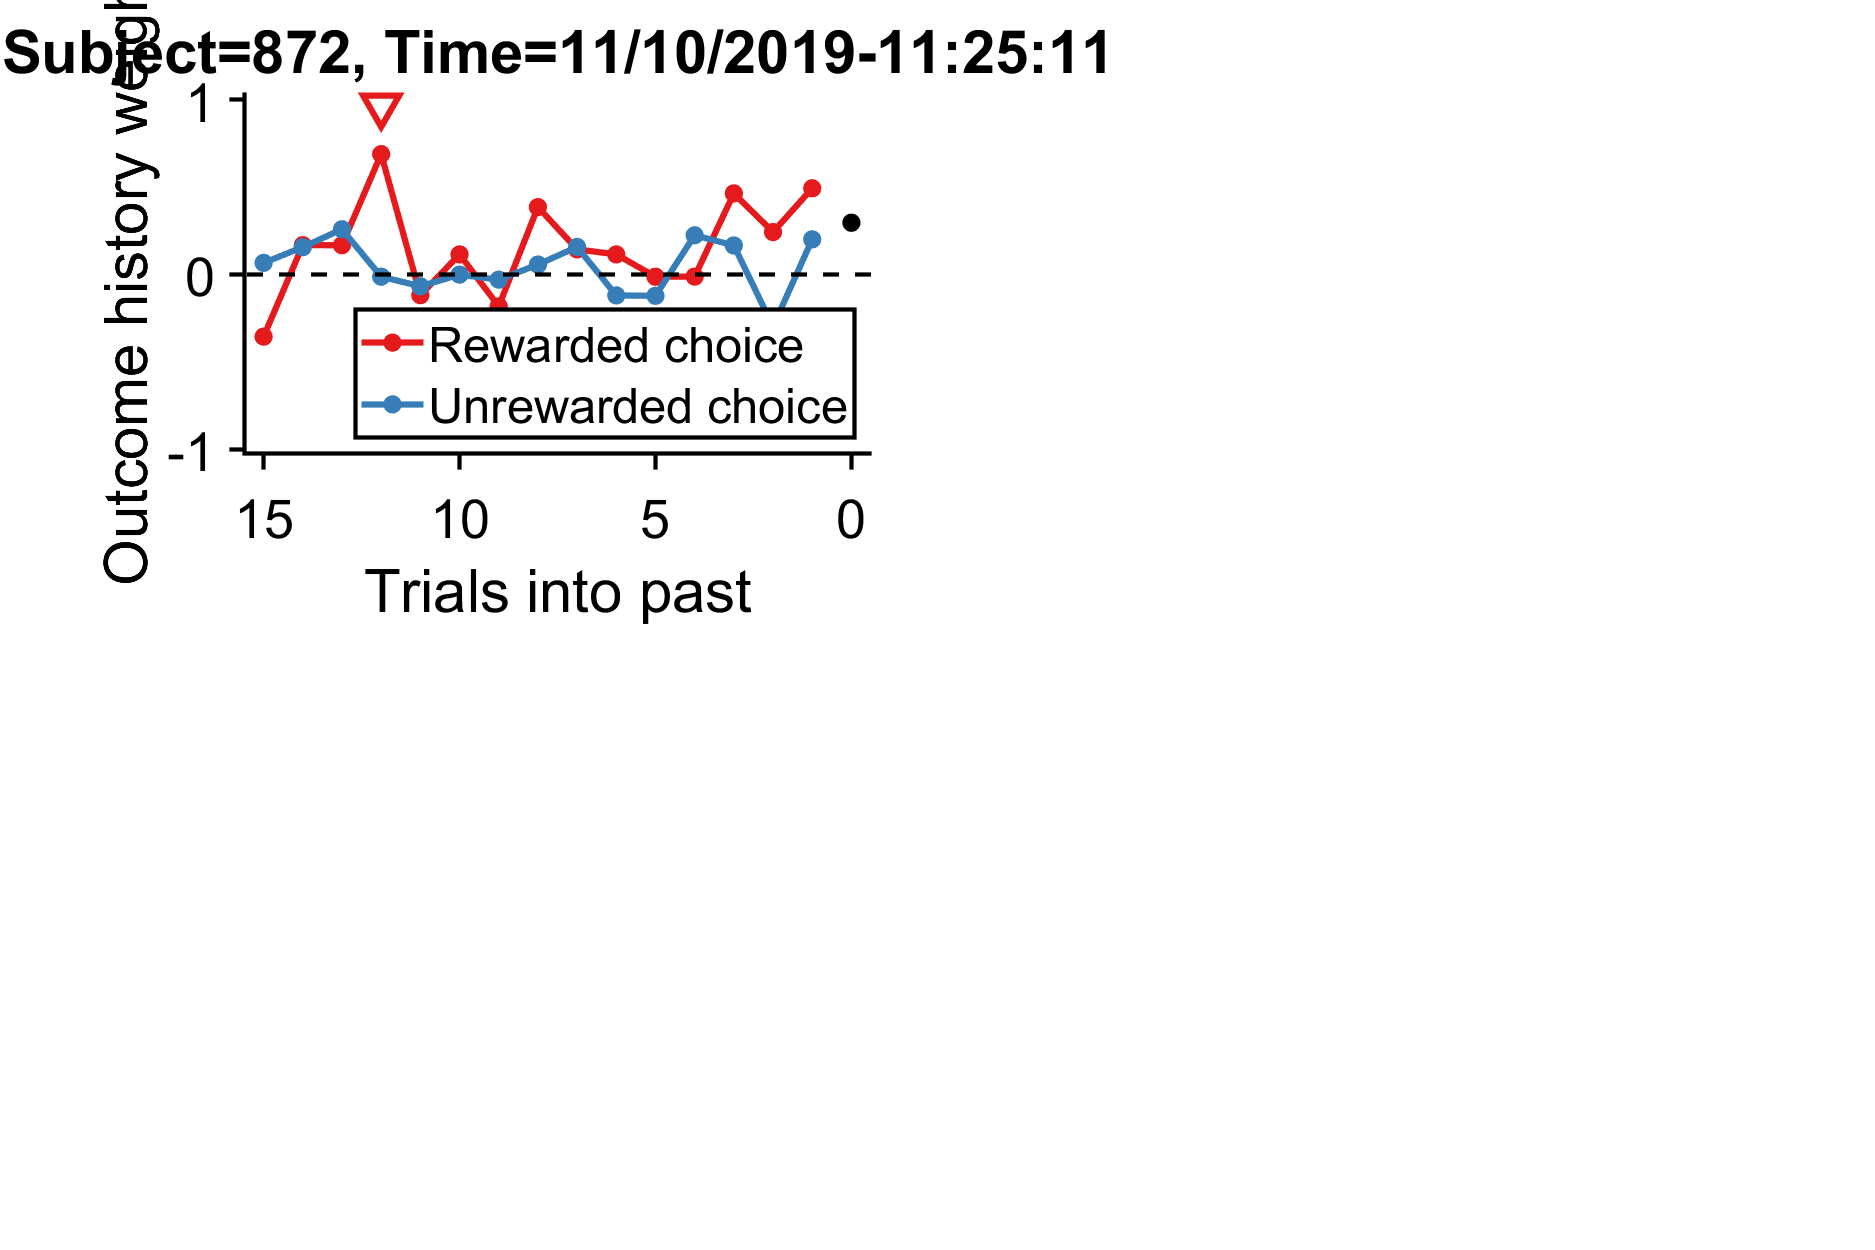 Subject=872, Time=11/10/2019-11:25:11
Outcome history
1
0
-1
Rewarded choice
Unrewarded choice
15 10 5 0
Trials into past